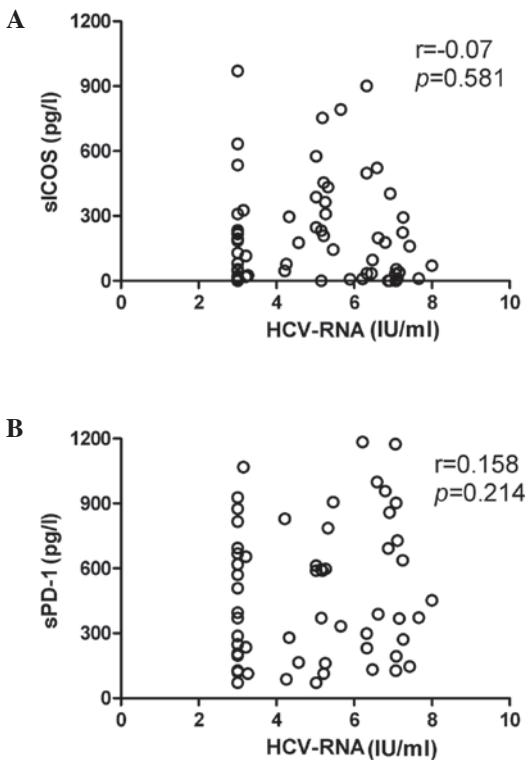 A
1200
900
600
300
0
sICOS (pg/l)
r=-0.07
p=0.581
0 2 4 6 8 10
HCV-RNA (IU/ml)
B
1200
900
600
300
0
sPD-1 (pg/l)
r=0.158
p=0.214
0 2 4 6 8 10
HCV-RNA (IU/ml)